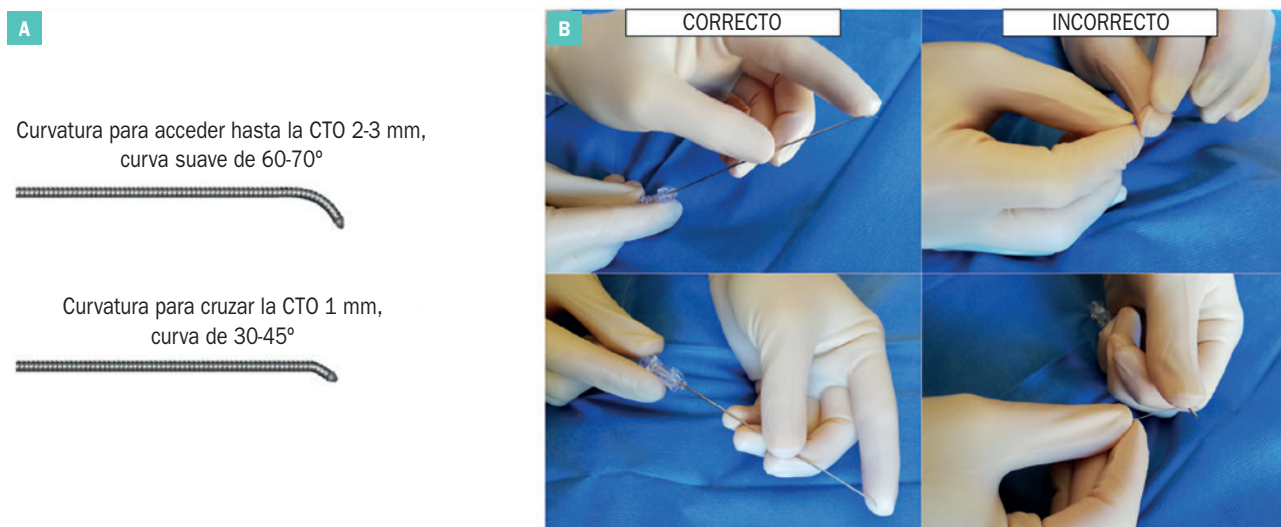 A
Curvatura para acceder hasta la CTO 2-3 mm,
curva suave de 60-70º
Curvatura para cruzar la CTO 1 mm,
curva de 30-45º
B
CORRECTO
INCORRECTO